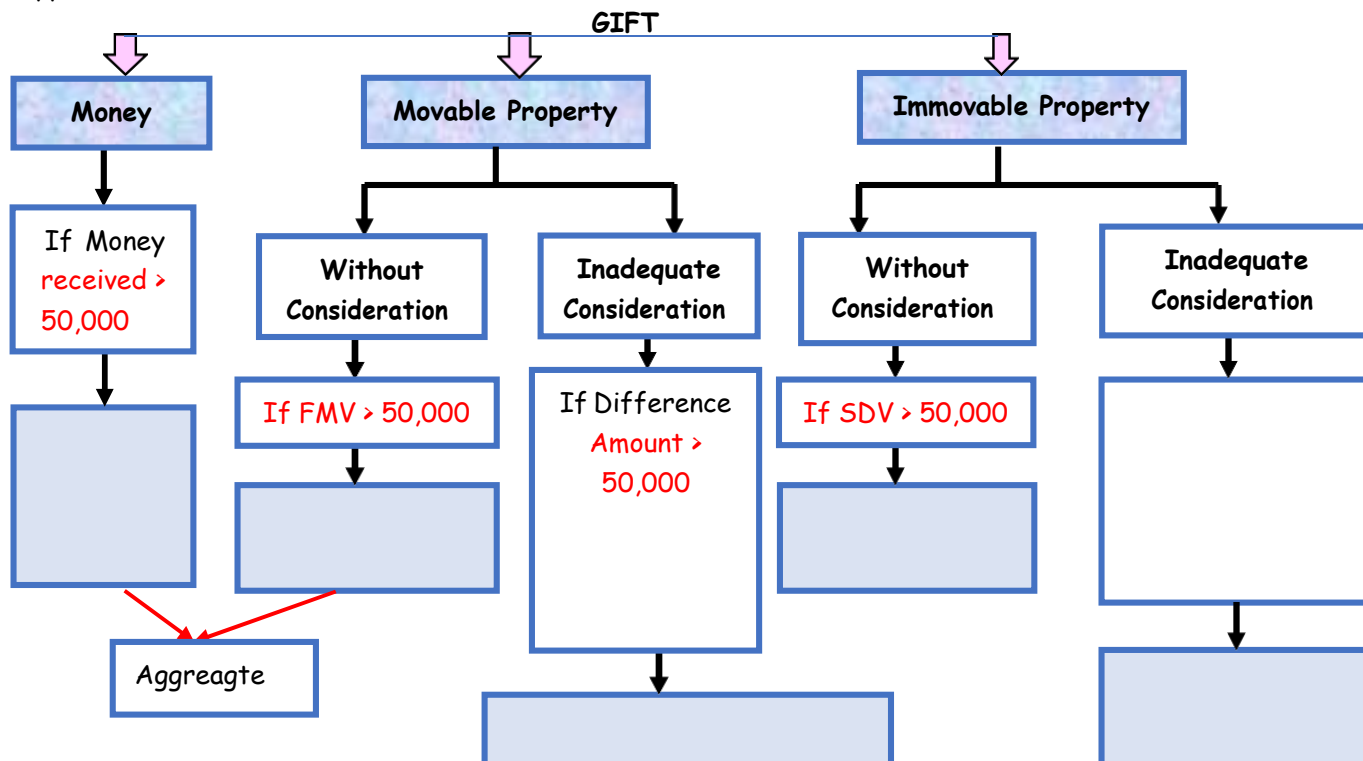 GIFT
Money
Movable Property
Immovable Property
If Money
received >
50,000
Without
Consideration
Inadequate
Consideration
Without
Consideration
Inadequate
Consideration
If FMV > 50,000
If Difference
Amount >
50,000
If SDV > 50,000
Aggreagte